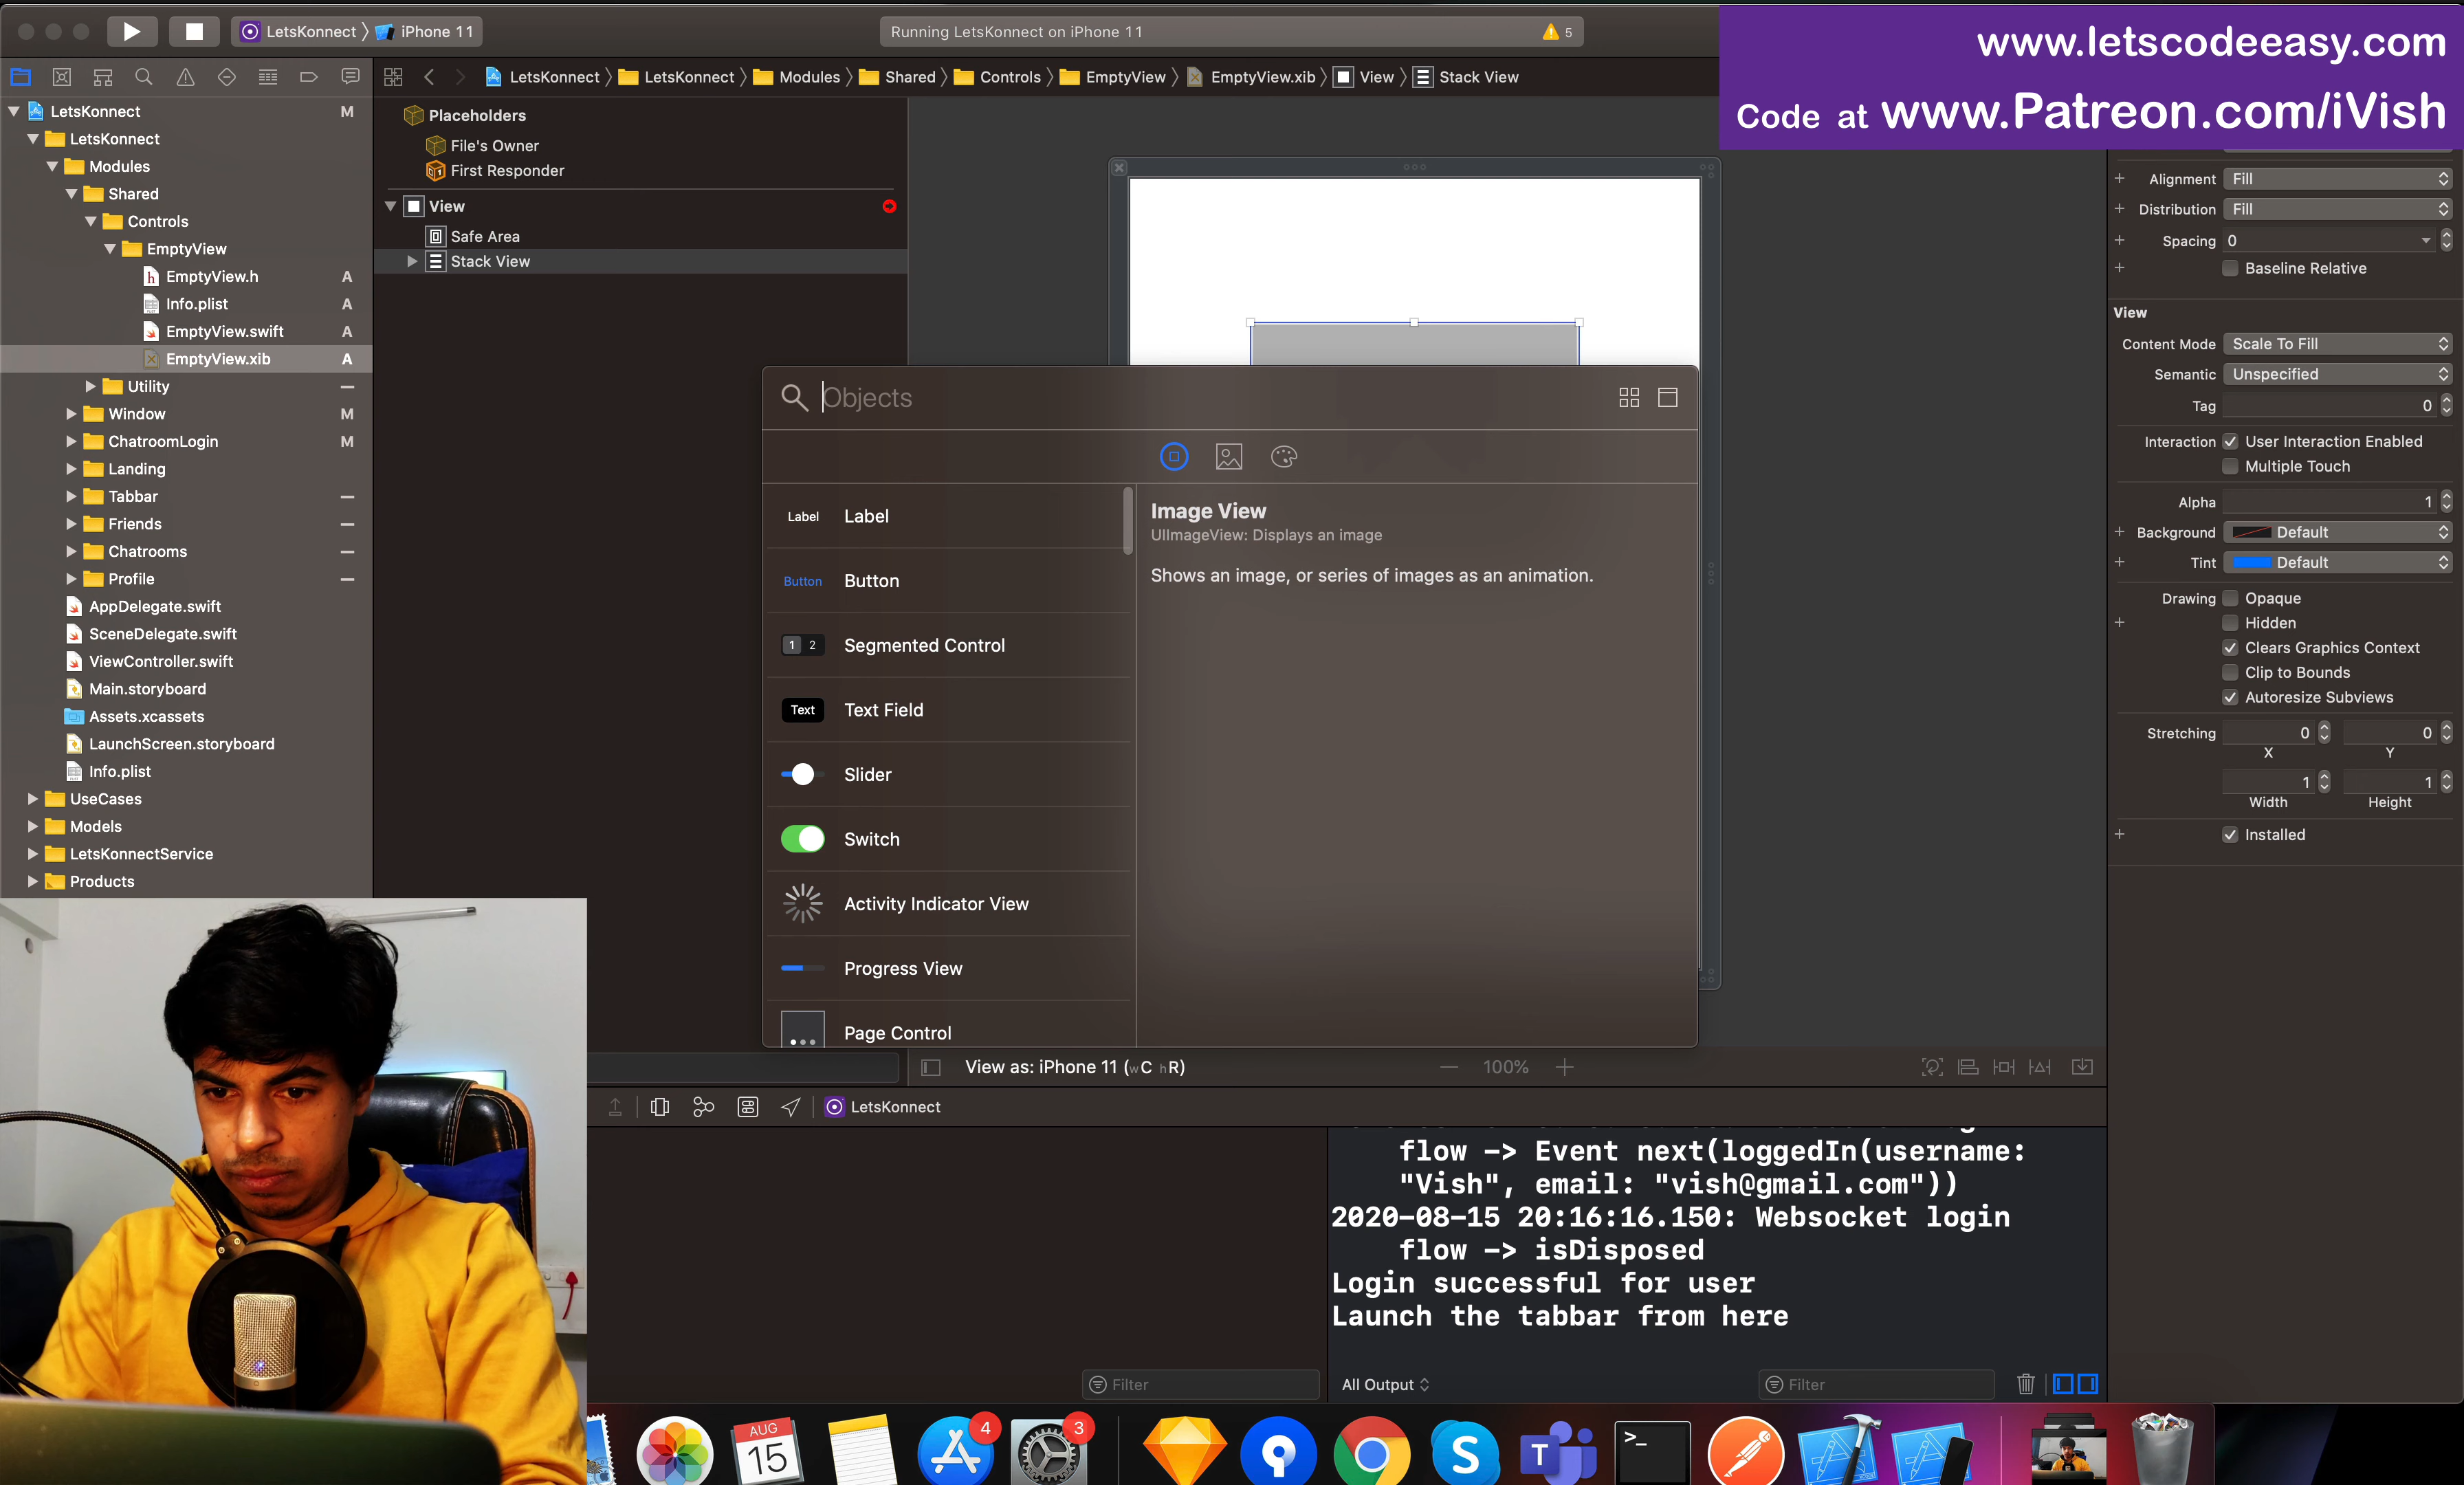 LetsKonnect
iPhone 11
Running LetsKonnect on iPhone 11
5
www.letscodeeasy.com
Code at www.Patreon.com/iVish
LetsKonnect
LetsKonnect
Modules
Shared
Controls
EmptyView
EmptyView.xib
View
Stack View
LetsKonnect M
LetsKonnect
Modules
Shared
Controls
EmptyView
EmptyView.h A
Info.plist A
EmptyView.swift A
EmptyView.xib A
Utility
Window M
ChatroomLogin M
Landing
Tabbar
Friends
Chatrooms
Profile
AppDelegate.swift
SceneDelegate.swift
ViewController.swift
Main.storyboard
Assets.xcassets
LaunchScreen.storyboard
Info.plist
UseCases
Models
LetsKonnectService
Products
Placeholders
File's Owner
First Responder
View
Safe Area
Stack View
Objects
Label Label
Button Button
1 2 Segmented Control
Text Text Field
Slider
Switch
Activity Indicator View
Progress View
Page Control
Image View
UIImageView: Displays an image
Shows an image, or series of images as an animation.
Alignment Fill
Distribution Fill
Spacing 0
Baseline Relative
View
Content Mode Scale To Fill
Semantic Unspecified
Tag 0
Interaction User Interaction Enabled
Multiple Touch
Alpha 1
Background Default
Tint Default
Drawing Opaque
Hidden
Clears Graphics Context
Clip to Bounds
Autoresize Subviews
Stretching 0 0
X Y
1 1
Width Height
Installed
View as: iPhone 11 (wC hR)
100%
LetsKonnect
flow -> Event next(loggedIn(username:
"Vish", email: "vish@gmail.com"))
2020-08-15 20:16:16.150: Websocket login
flow -> isDisposed
Login successful for user
Launch the tabbar from here
Filter
All Output
Filter
AUG
15
4
3
S
T
>_